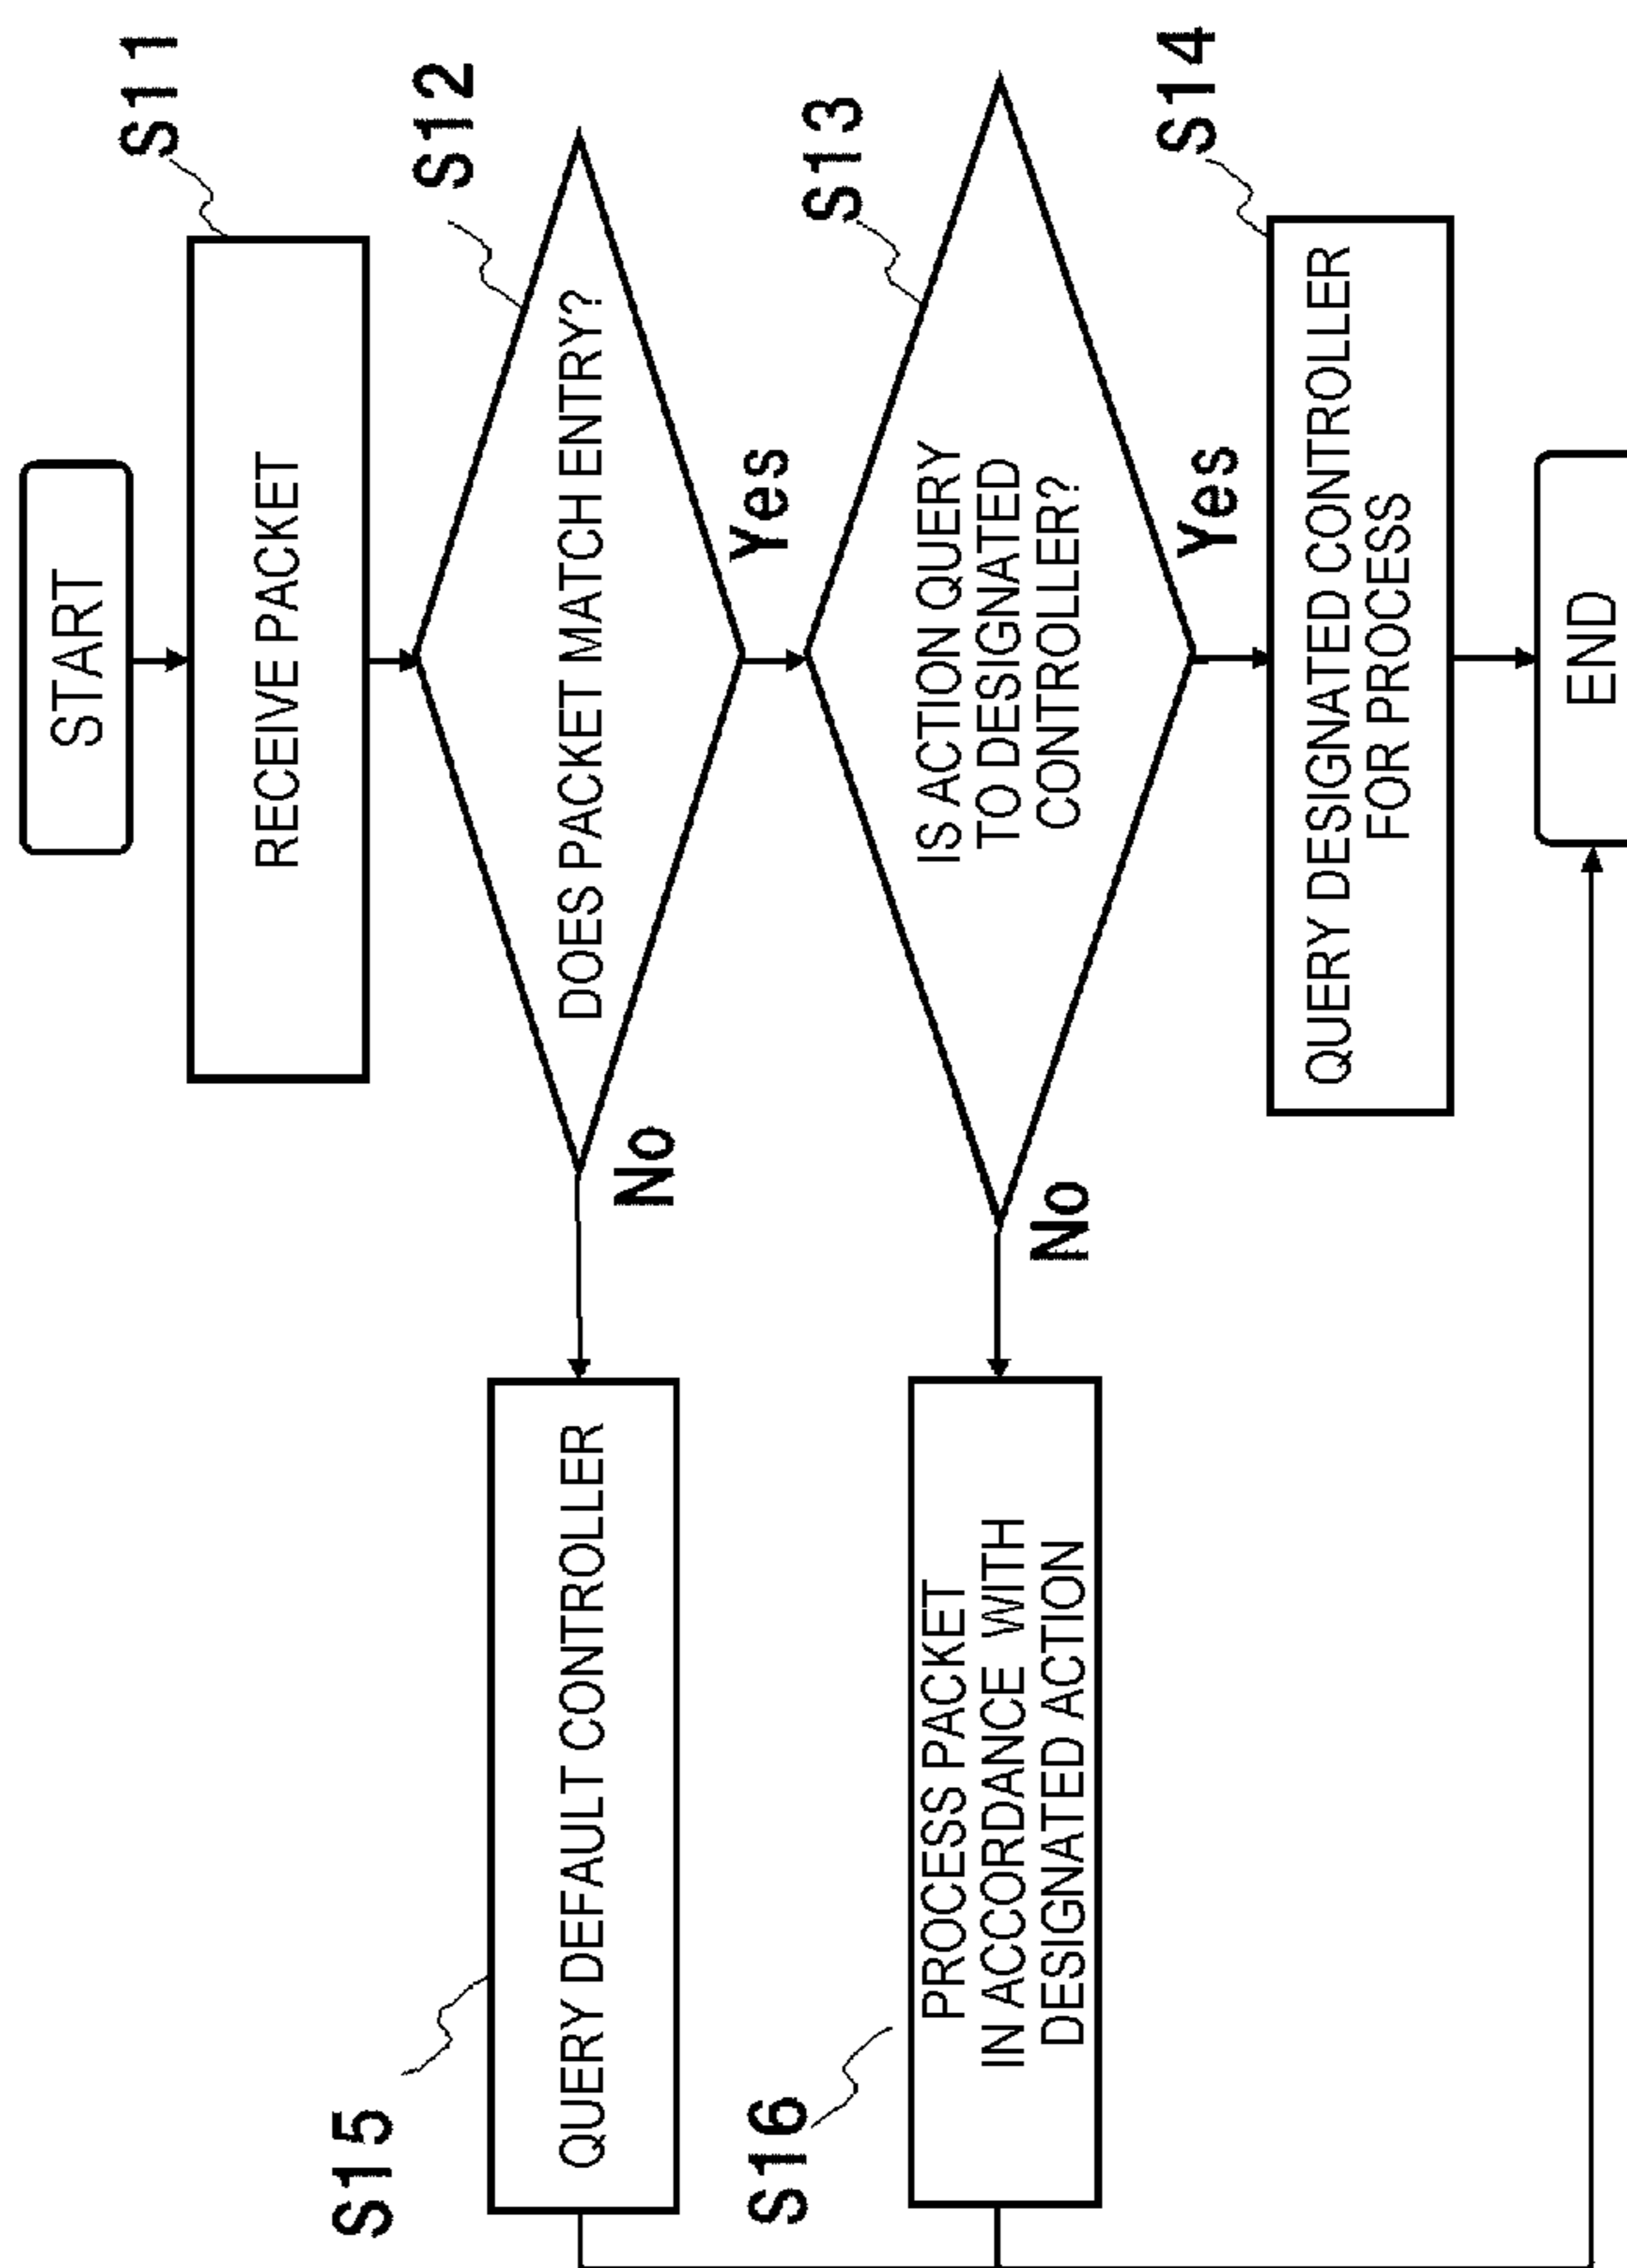 START
S11
RECEIVE PACKET
S12
DOES PACKET MATCH ENTRY?
No
Yes
S15
QUERY DEFAULT CONTROLLER
S13
IS ACTION QUERY
TO DESIGNATED
CONTROLLER?
No
Yes
S16
PROCESS PACKET
IN ACCORDANCE WITH
DESIGNATED ACTION
S14
QUERY DESIGNATED CONTROLLER
FOR PROCESS
END